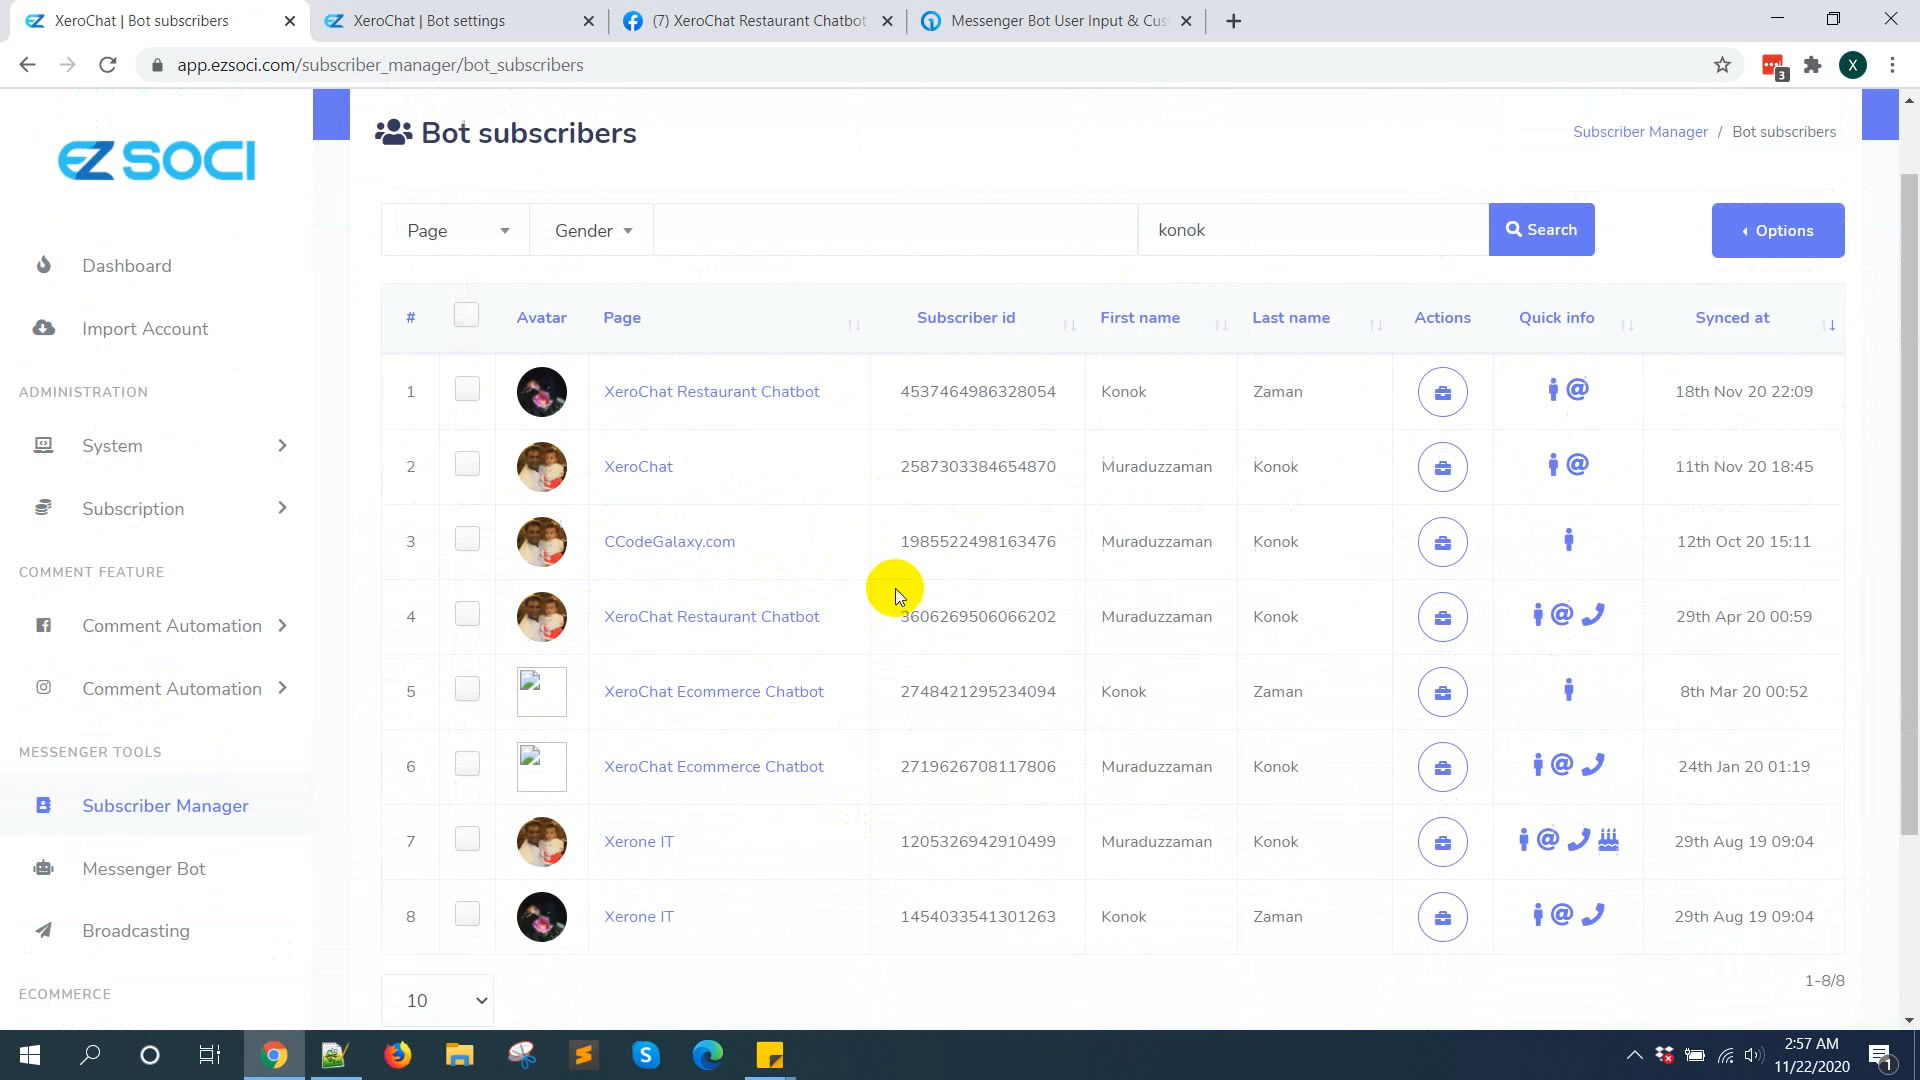 XeroChat | Bot subscribers
XeroChat | Bot settings
(7) XeroChat Restaurant Chatbot
Messenger Bot User Input & Cus
app.ezsoci.com/subscriber_manager/bot_subscribers
3
X
EZ SOCI
Dashboard
Import Account
ADMINISTRATION
System
Subscription
COMMENT FEATURE
Comment Automation
Comment Automation
MESSENGER TOOLS
Subscriber Manager
Messenger Bot
Broadcasting
ECOMMERCE
Bot subscribers
Subscriber Manager / Bot subscribers
Page
Gender
konok
Search
Options
# Avatar Page Subscriber id First name Last name Actions Quick info Synced at
1 XeroChat Restaurant Chatbot 4537464986328054 Konok Zaman 18th Nov 20 22:09
2 XeroChat 2587303384654870 Muraduzzaman Konok 11th Nov 20 18:45
3 CCodeGalaxy.com 1985522498163476 Muraduzzaman Konok 12th Oct 20 15:11
4 XeroChat Restaurant Chatbot 3606269506066202 Muraduzzaman Konok 29th Apr 20 00:59
5 XeroChat Ecommerce Chatbot 2748421295234094 Konok Zaman 8th Mar 20 00:52
6 XeroChat Ecommerce Chatbot 2719626708117806 Muraduzzaman Konok 24th Jan 20 01:19
7 Xerone IT 1205326942910499 Muraduzzaman Konok 29th Aug 19 09:04
8 Xerone IT 1454033541301263 Konok Zaman 29th Aug 19 09:04
10
1-8/8
2:57 AM
11/22/2020
1